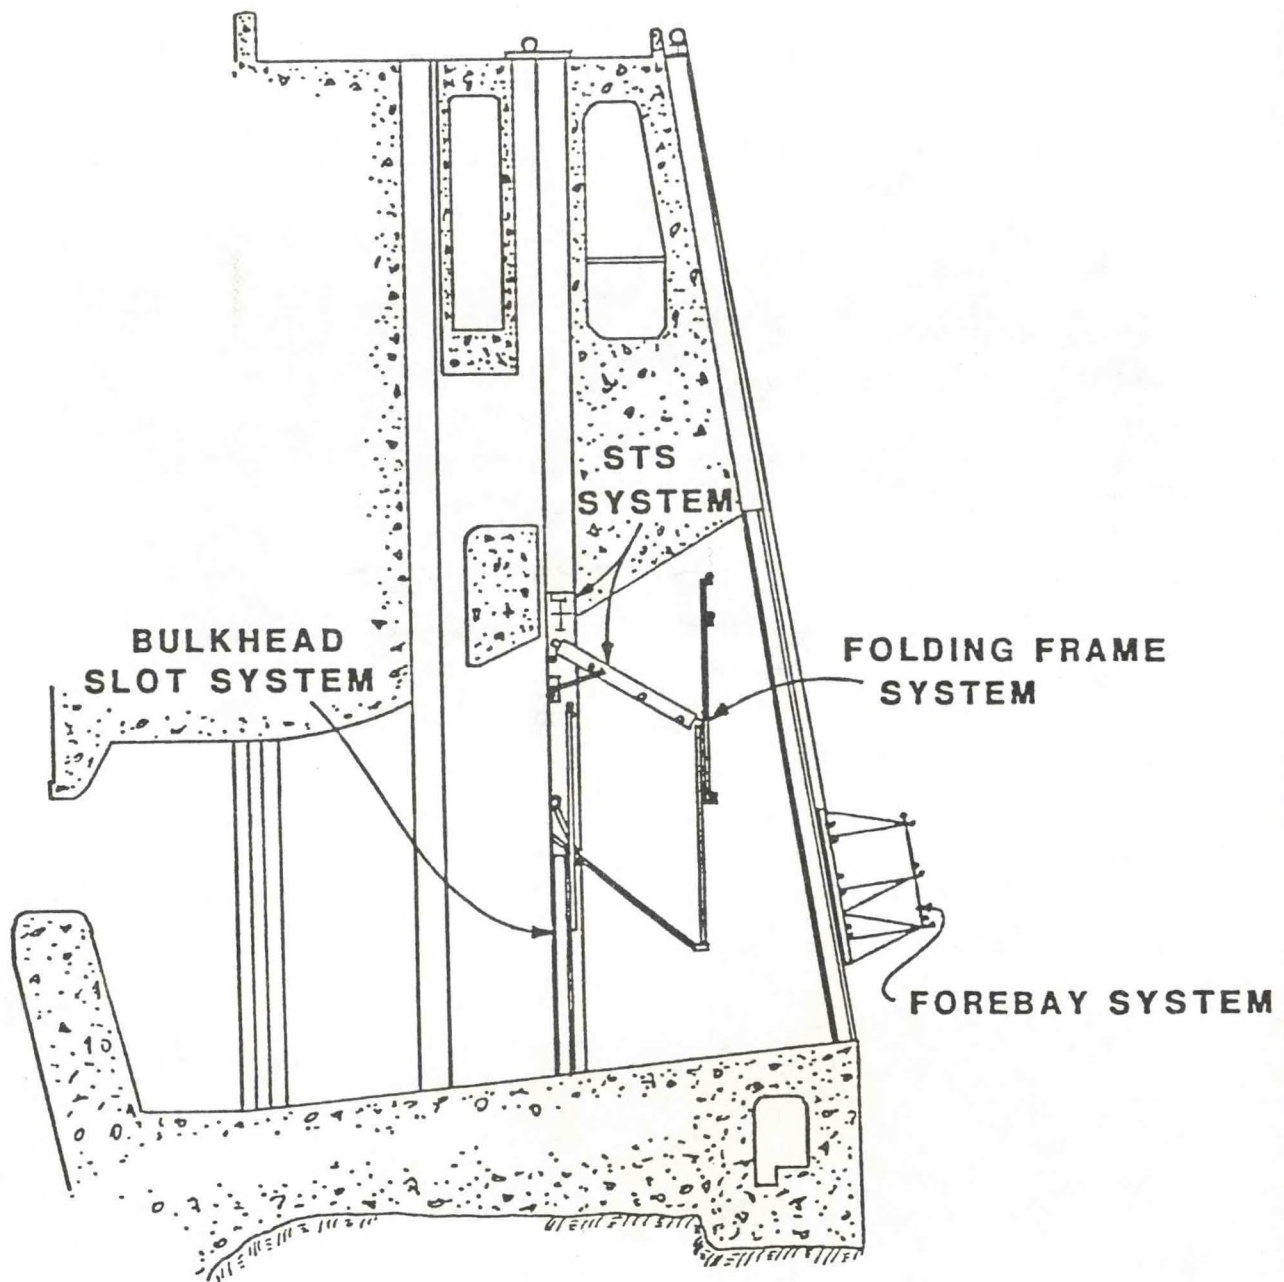 STS
SYSTEM
BULKHEAD
SLOT SYSTEM
FOLDING FRAME
SYSTEM
FOREBAY SYSTEM